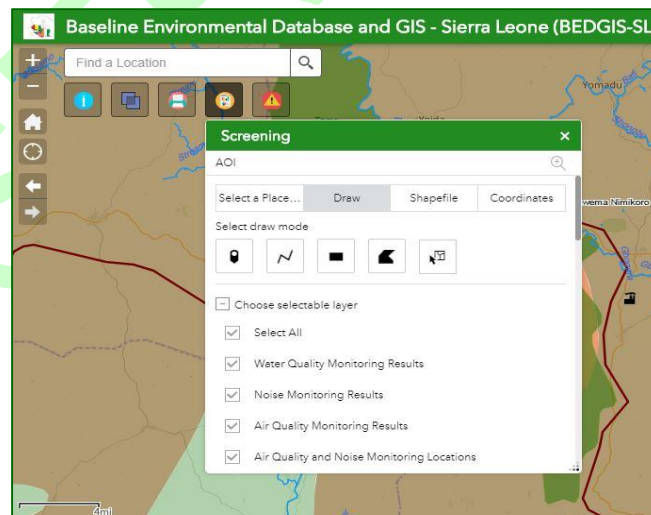 Baseline Environmental Database and GIS - Sierra Leone (BEDGIS-SL
Find a Location
Yomadu
Screening
AOI
Select a Place... Draw Shapefile Coordinates
Select draw mode
Choose selectable layer
Select All
Water Quality Monitoring Results
Noise Monitoring Results
Air Quality Monitoring Results
Air Quality and Noise Monitoring Locations
wema Nimikoro
4mi